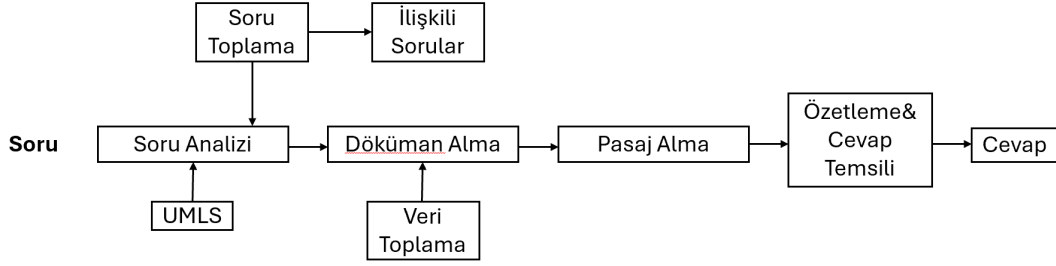 Soru
Toplama
İlişkili
Sorular
Soru
Soru Analizi
Döküman Alma
Pasaj Alma
Özetleme&
Cevap
Temsili
Cevap
UMLS
Veri
Toplama